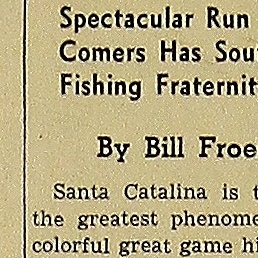 Spectacular Run
Comers Has Sou
Fishing Fraternit
By Bill Froe
Santa Catalina is t
the greatest phenome
colorful great game hi